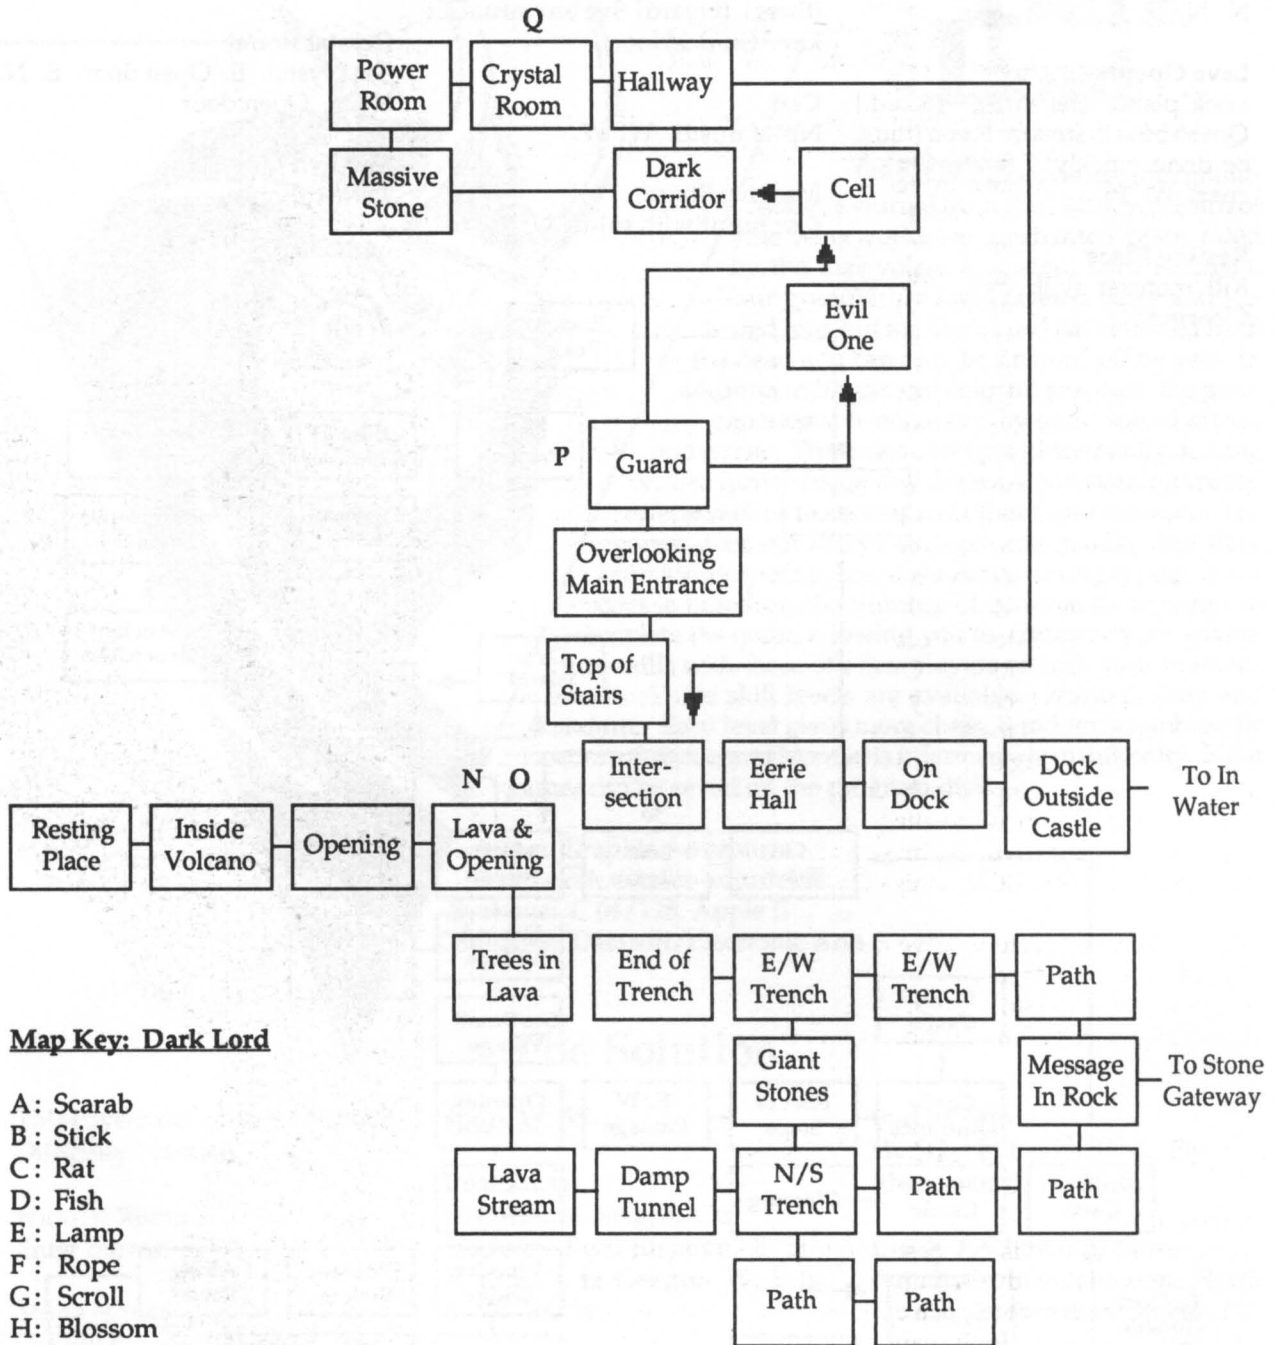 Q
Power
Room
Crystal
Room
Hallway
Massive
Stone
Dark
Corridor
Cell
Evil
One
P
Guard
Overlooking
Main Entrance
Top of
Stairs
Inter-
section
Eerie
Hall
On
Dock
Dock
Outside
Castle
To In
Water
N O
Resting
Place
Inside
Volcano
Opening
Lava &
Opening
Trees in
Lava
End of
Trench
E/W
Trench
E/W
Trench
Path
Giant
Stones
Message
In Rock
To Stone
Gateway
Lava
Stream
Damp
Tunnel
N/S
Trench
Path
Path
Path
Path
Map Key: Dark Lord
A: Scarab
B: Stick
C: Rat
D: Fish
E: Lamp
F: Rope
G: Scroll
H: Blossom